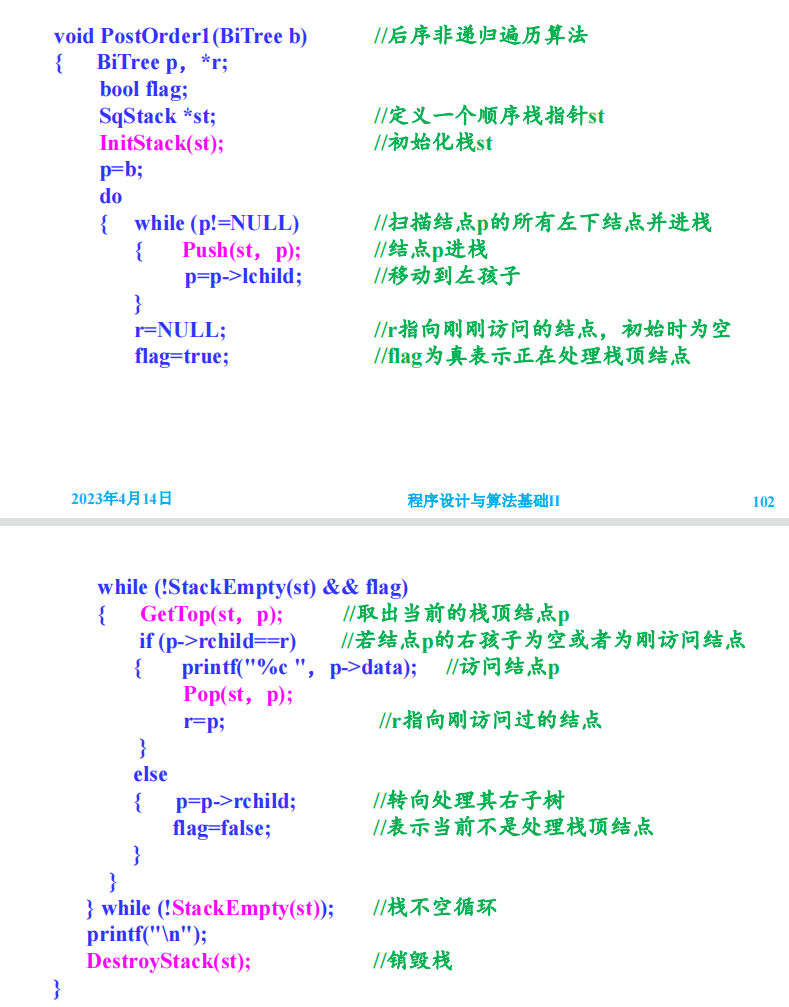 void PostOrder1(BiTree b) //后序非递归遍历算法
{ BiTree p，*r;
bool flag;
SqStack *st; //定义一个顺序栈指针st
InitStack(st); //初始化栈st
p=b;
do
{ while (p!=NULL) //扫描结点p的所有左下结点并进栈
{ Push(st，p); //结点p进栈
p=p->lchild; //移动到左孩子
}
r=NULL; //r指向刚刚访问的结点，初始时为空
flag=true; //flag为真表示正在处理栈顶结点
2023年4月14日 程序设计与算法基础II 102
while (!StackEmpty(st) && flag)
{ GetTop(st，p); //取出当前的栈顶结点p
if (p->rchild==r) //若结点p的右孩子为空或者为刚访问结点
{ printf("%c "，p->data); //访问结点p
Pop(st，p);
r=p; //r指向刚访问过的结点
}
else
{ p=p->rchild; //转向处理其右子树
flag=false; //表示当前不是处理栈顶结点
}
}
} while (!StackEmpty(st)); //栈不空循环
printf("\n");
DestroyStack(st); //销毁栈
}